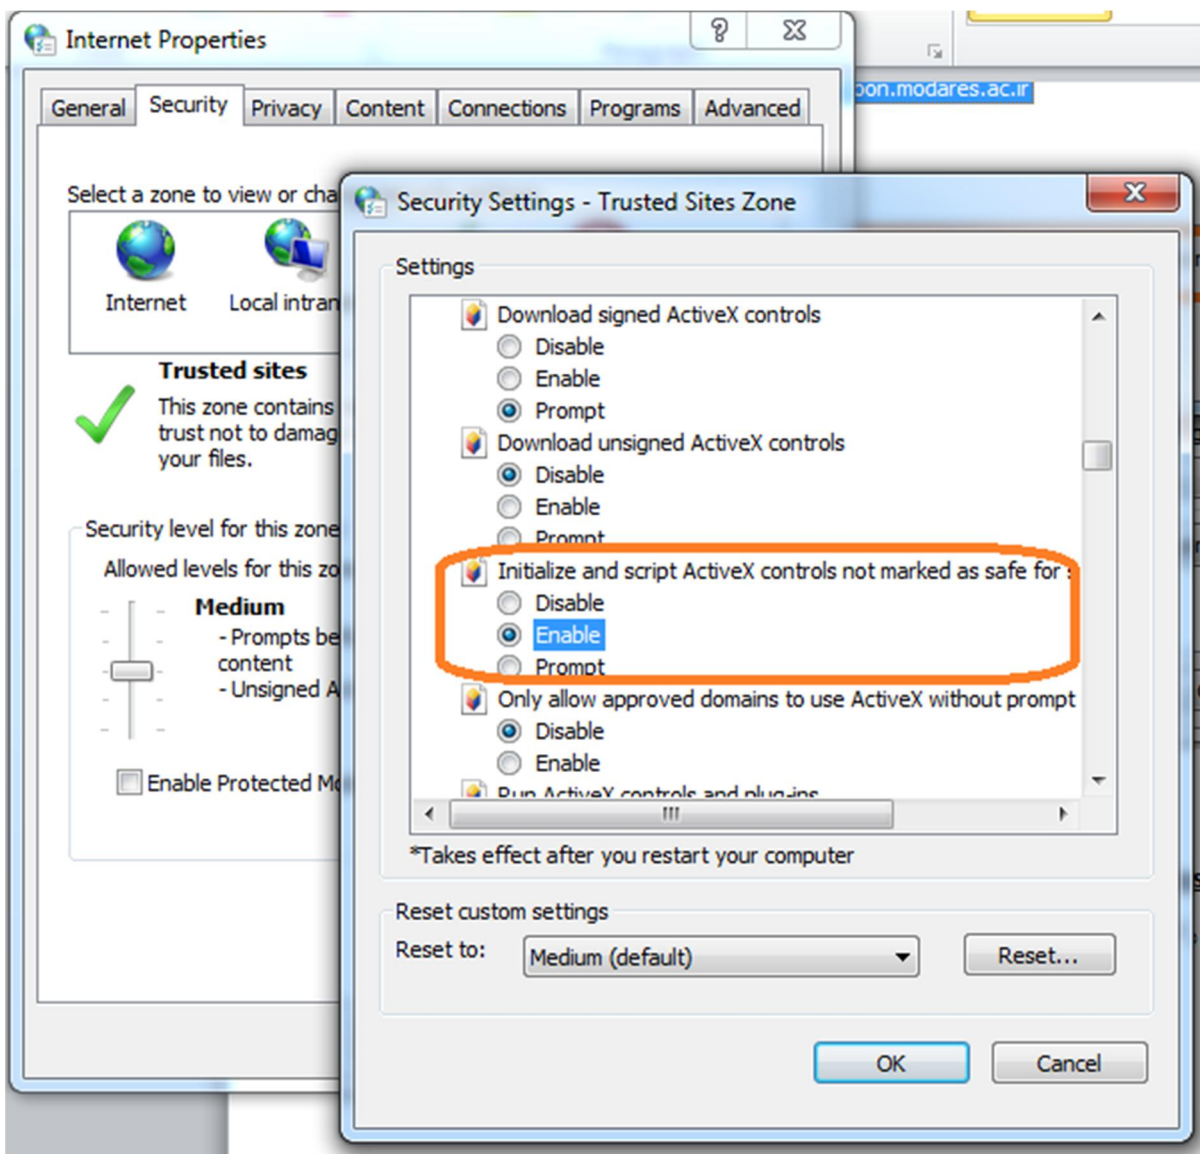 Internet Properties
bon.modares.ac.ir
General Security Privacy Content Connections Programs Advanced
Select a zone to view or cha
Internet Local intran
Trusted sites
This zone contains
trust not to damag
your files.
Security level for this zone
Allowed levels for this zo
Medium
- Prompts be
content
- Unsigned A
Enable Protected Mo
Security Settings - Trusted Sites Zone
Settings
Download signed ActiveX controls
Disable
Enable
Prompt
Download unsigned ActiveX controls
Disable
Enable
Prompt
Initialize and script ActiveX controls not marked as safe for s
Disable
Enable
Prompt
Only allow approved domains to use ActiveX without prompt
Disable
Enable
Run ActiveX controls and plug-ins
*Takes effect after you restart your computer
Reset custom settings
Reset to: Medium (default) Reset...
OK Cancel